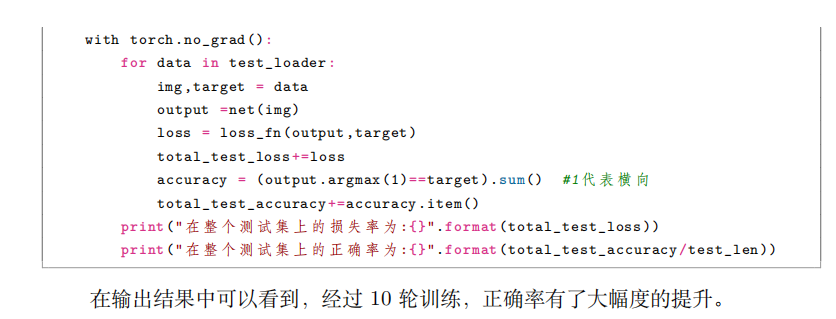 with torch.no_grad():
for data in test_loader:
img,target = data
output =net(img)
loss = loss_fn(output,target)
total_test_loss+=loss
accuracy = (output.argmax(1)==target).sum() #1代表横向
total_test_accuracy+=accuracy.item()
print("在整个测试集上的损失率为:{}".format(total_test_loss))
print("在整个测试集上的正确率为:{}".format(total_test_accuracy/test_len))
在输出结果中可以看到，经过 10 轮训练，正确率有了大幅度的提升。